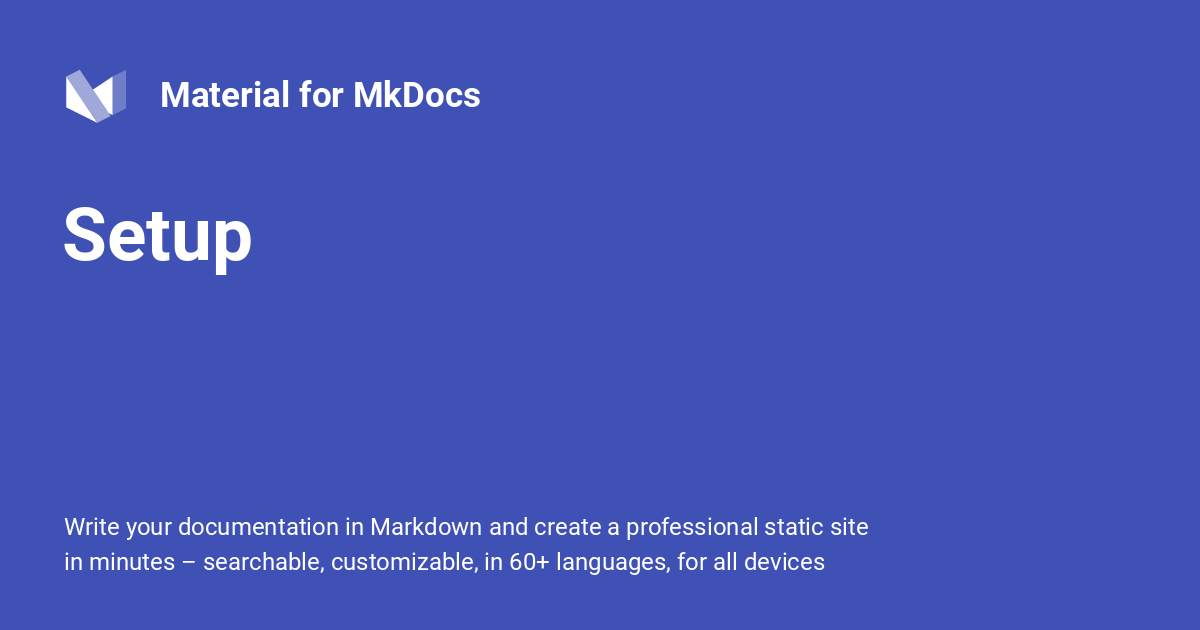 Material for MkDocs
Setup
Write your documentation in Markdown and create a professional static site
in minutes – searchable, customizable, in 60+ languages, for all devices